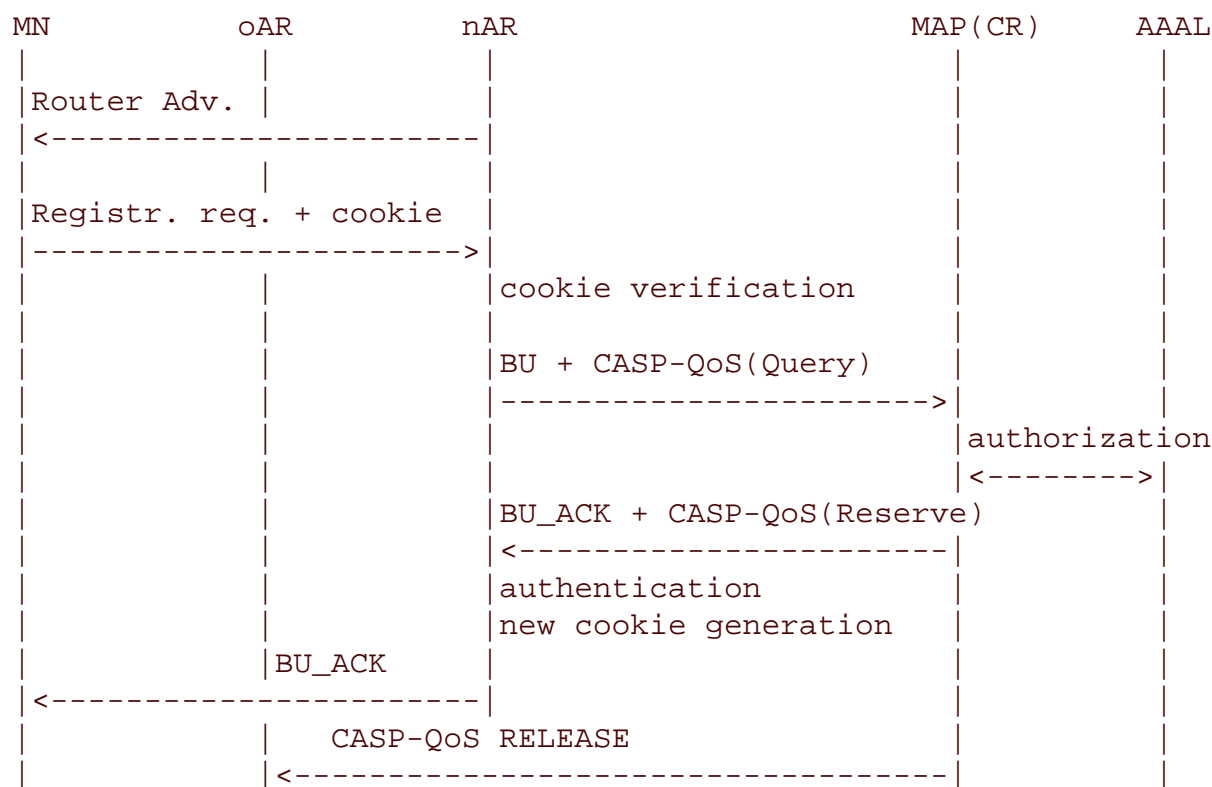 MN oAR nAR MAP(CR) AAAL
Router Adv.
Registr. req. + cookie
cookie verification
BU + CASP-QoS(Query)
authorization
BU_ACK + CASP-QoS(Reserve)
authentication
new cookie generation
BU_ACK
CASP-QoS RELEASE